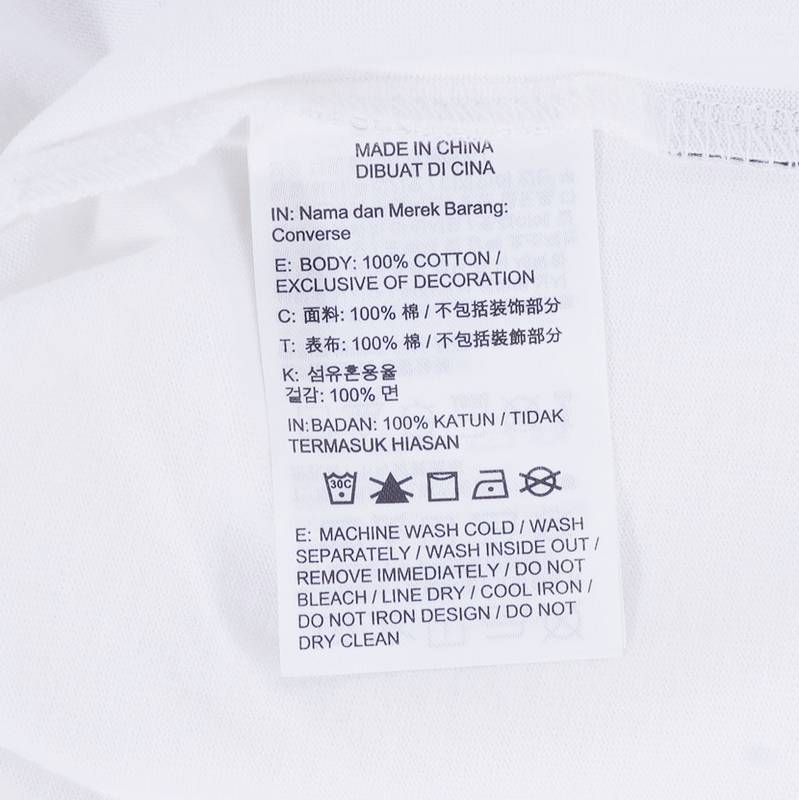 MADE IN CHINA
DIBUAT DI CINA
IN: Nama dan Merek Barang:
Converse
E: BODY: 100% COTTON /
EXCLUSIVE OF DECORATION
C: 面料: 100% 棉 / 不包括装饰部分
T: 表布: 100% 棉 / 不包括裝飾部分
K: 섬유혼용율
겉감: 100% 면
IN:BADAN: 100% KATUN / TIDAK
TERMASUK HIASAN
30C
E: MACHINE WASH COLD / WASH
SEPARATELY / WASH INSIDE OUT /
REMOVE IMMEDIATELY / DO NOT
BLEACH / LINE DRY / COOL IRON /
DO NOT IRON DESIGN / DO NOT
DRY CLEAN